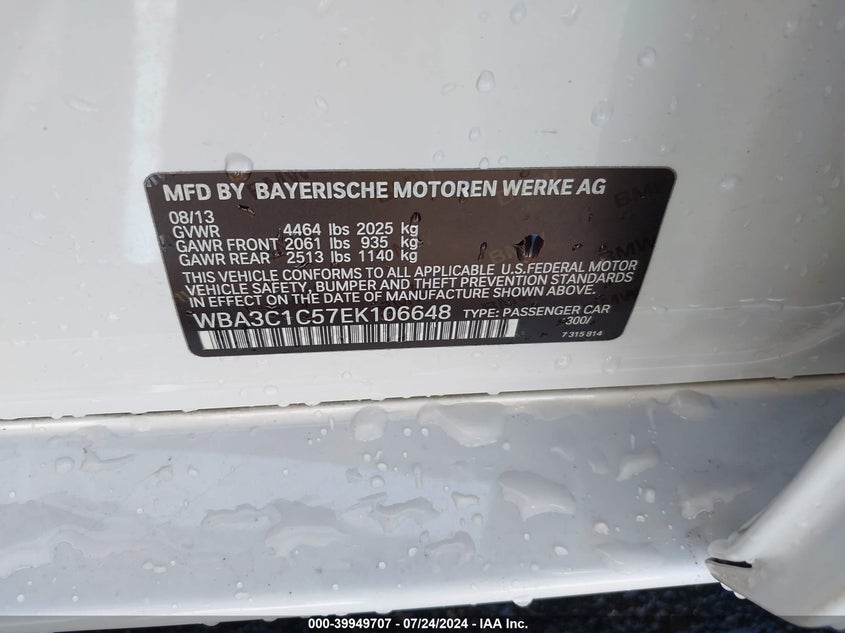 MFD BY BAYERISCHE MOTOREN WERKE AG
08/13
GVWR 4464 lbs 2025 kg
GAWR FRONT 2061 lbs 935 kg
GAWR REAR 2513 lbs 1140 kg
THIS VEHICLE CONFORMS TO ALL APPLICABLE U.S.FEDERAL MOTOR
VEHICLE SAFETY, BUMPER AND THEFT PREVENTION STANDARDS
IN EFFECT ON THE DATE OF MANUFACTURE SHOWN ABOVE.
WBA3C1C57EK106648 TYPE: PASSENGER CAR
300/
7 315 814
000-39949707 - 07/24/2024 - IAA Inc.